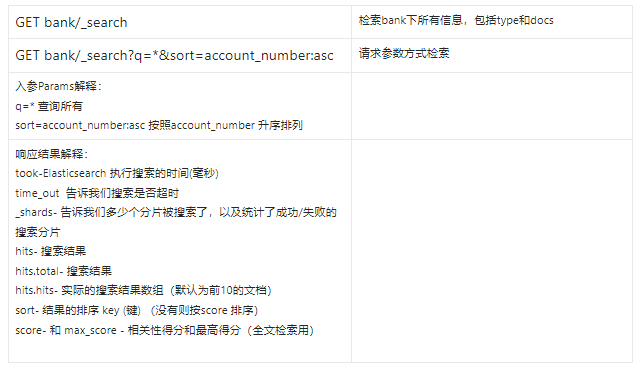 GET bank/_search
检索bank下所有信息，包括type和docs
GET bank/_search?q=*&sort=account_number:asc
请求参数方式检索
入参Params解释：
q=* 查询所有
sort=account_number:asc 按照account_number 升序排列
响应结果解释：
took-Elasticsearch 执行搜索的时间(毫秒)
time_out 告诉我们搜索是否超时
_shards- 告诉我们多少个分片被搜索了，以及统计了成功/失败的
搜索分片
hits- 搜索结果
hits.total- 搜索结果
hits.hits- 实际的搜索结果数组（默认为前10的文档）
sort- 结果的排序 key (键) （没有则按score 排序）
score- 和 max_score - 相关性得分和最高得分（全文检索用）